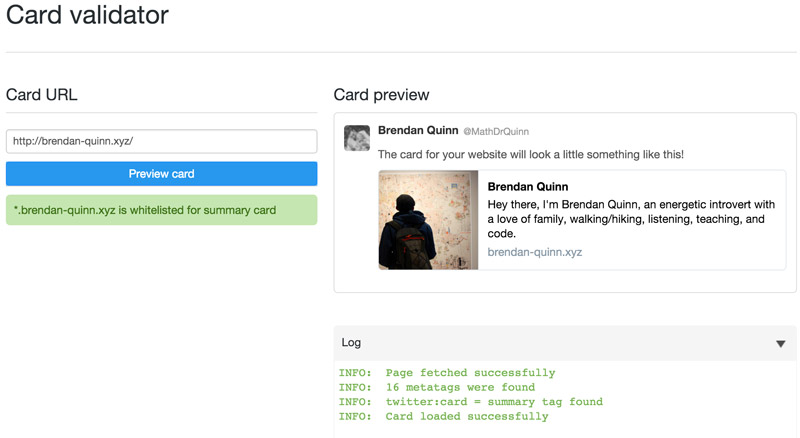 Card validator
Card URL
http://brendan-quinn.xyz/
Preview card
*.brendan-quinn.xyz is whitelisted for summary card
Card preview
Brendan Quinn @MathDrQuinn
The card for your website will look a little something like this!
Brendan Quinn
Hey there, I'm Brendan Quinn, an energetic introvert with
a love of family, walking/hiking, listening, teaching, and
code.
brendan-quinn.xyz
Log
INFO: Page fetched successfully
INFO: 16 metatags were found
INFO: twitter:card = summary tag found
INFO: Card loaded successfully